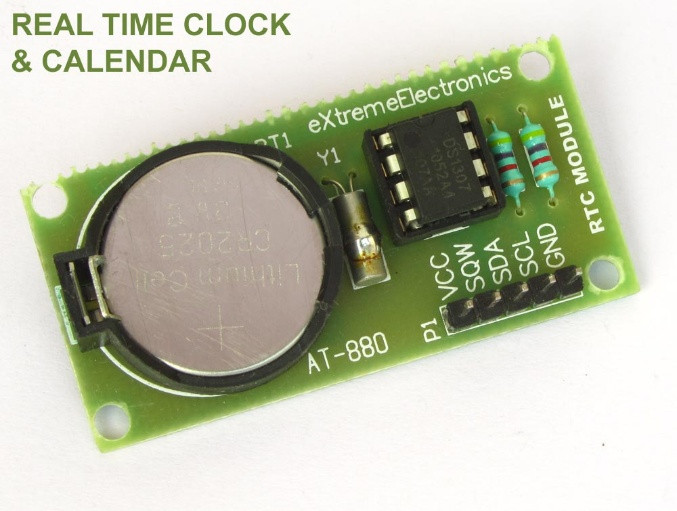 REAL TIME CLOCK
& CALENDAR
eXtremeElectronics
BT1
Y1
DS1307
RTC MODULE
VCC
SQW
SDA
SCL
GND
P1
AT-880
Lithium Cell
CR2025